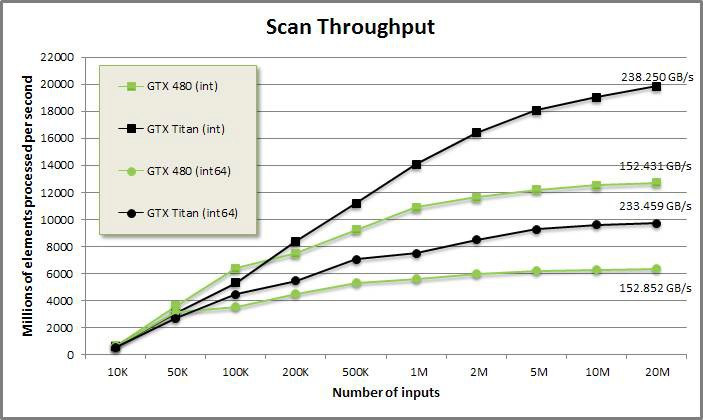 Scan Throughput
Millions of elements processed per second
22000
20000
18000
16000
14000
12000
10000
8000
6000
4000
2000
0
GTX 480 (int)
GTX Titan (int)
GTX 480 (int64)
GTX Titan (int64)
238.250 GB/s
152.431 GB/s
233.459 GB/s
152.852 GB/s
10K 50K 100K 200K 500K 1M 2M 5M 10M 20M
Number of inputs